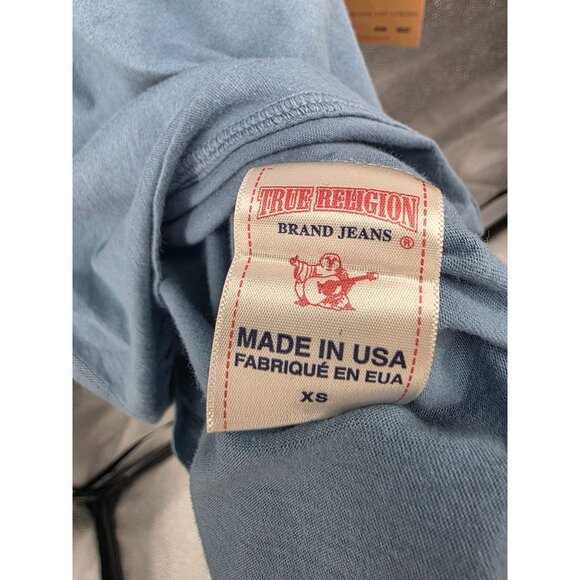 TRUE RELIGION
BRAND JEANS ®
MADE IN USA
FABRIQUÉ EN EUA
XS